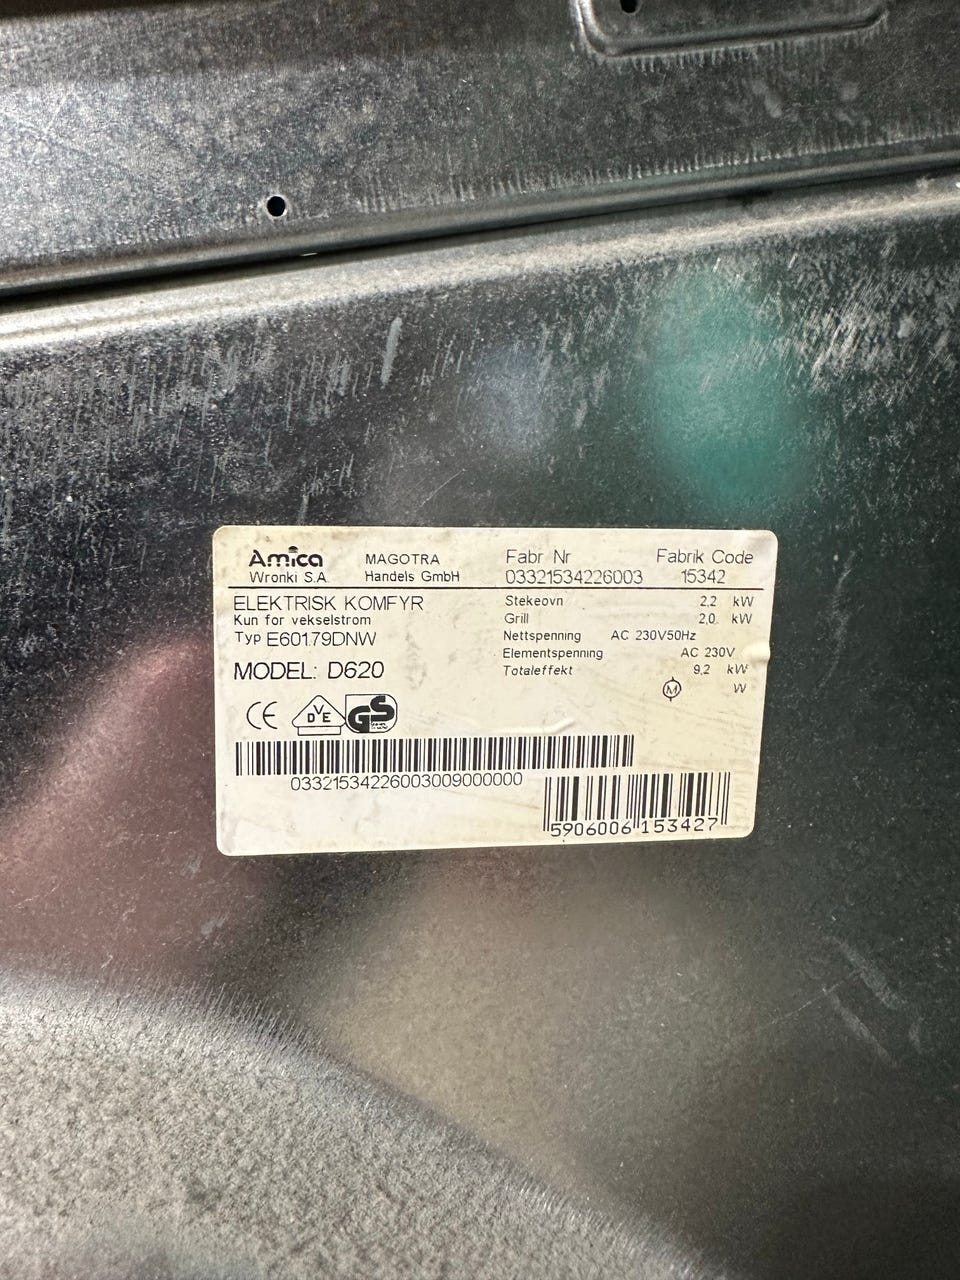 Amica
Wronki S.A.
MAGOTRA
Handels GmbH
Fabr Nr
03321534226003
Fabrik Code
15342
ELEKTRISK KOMFYR
Kun for vekselstrom
Typ E60179DNW
MODEL: D620
Stekeovn 2,2 kW
Grill 2,0 kW
Nettspenning AC 230V50Hz
Elementspenning AC 230V
Totaleffekt 9,2 kW
M W
CE
DVE
GS
03321534226003009000000
5906006153427